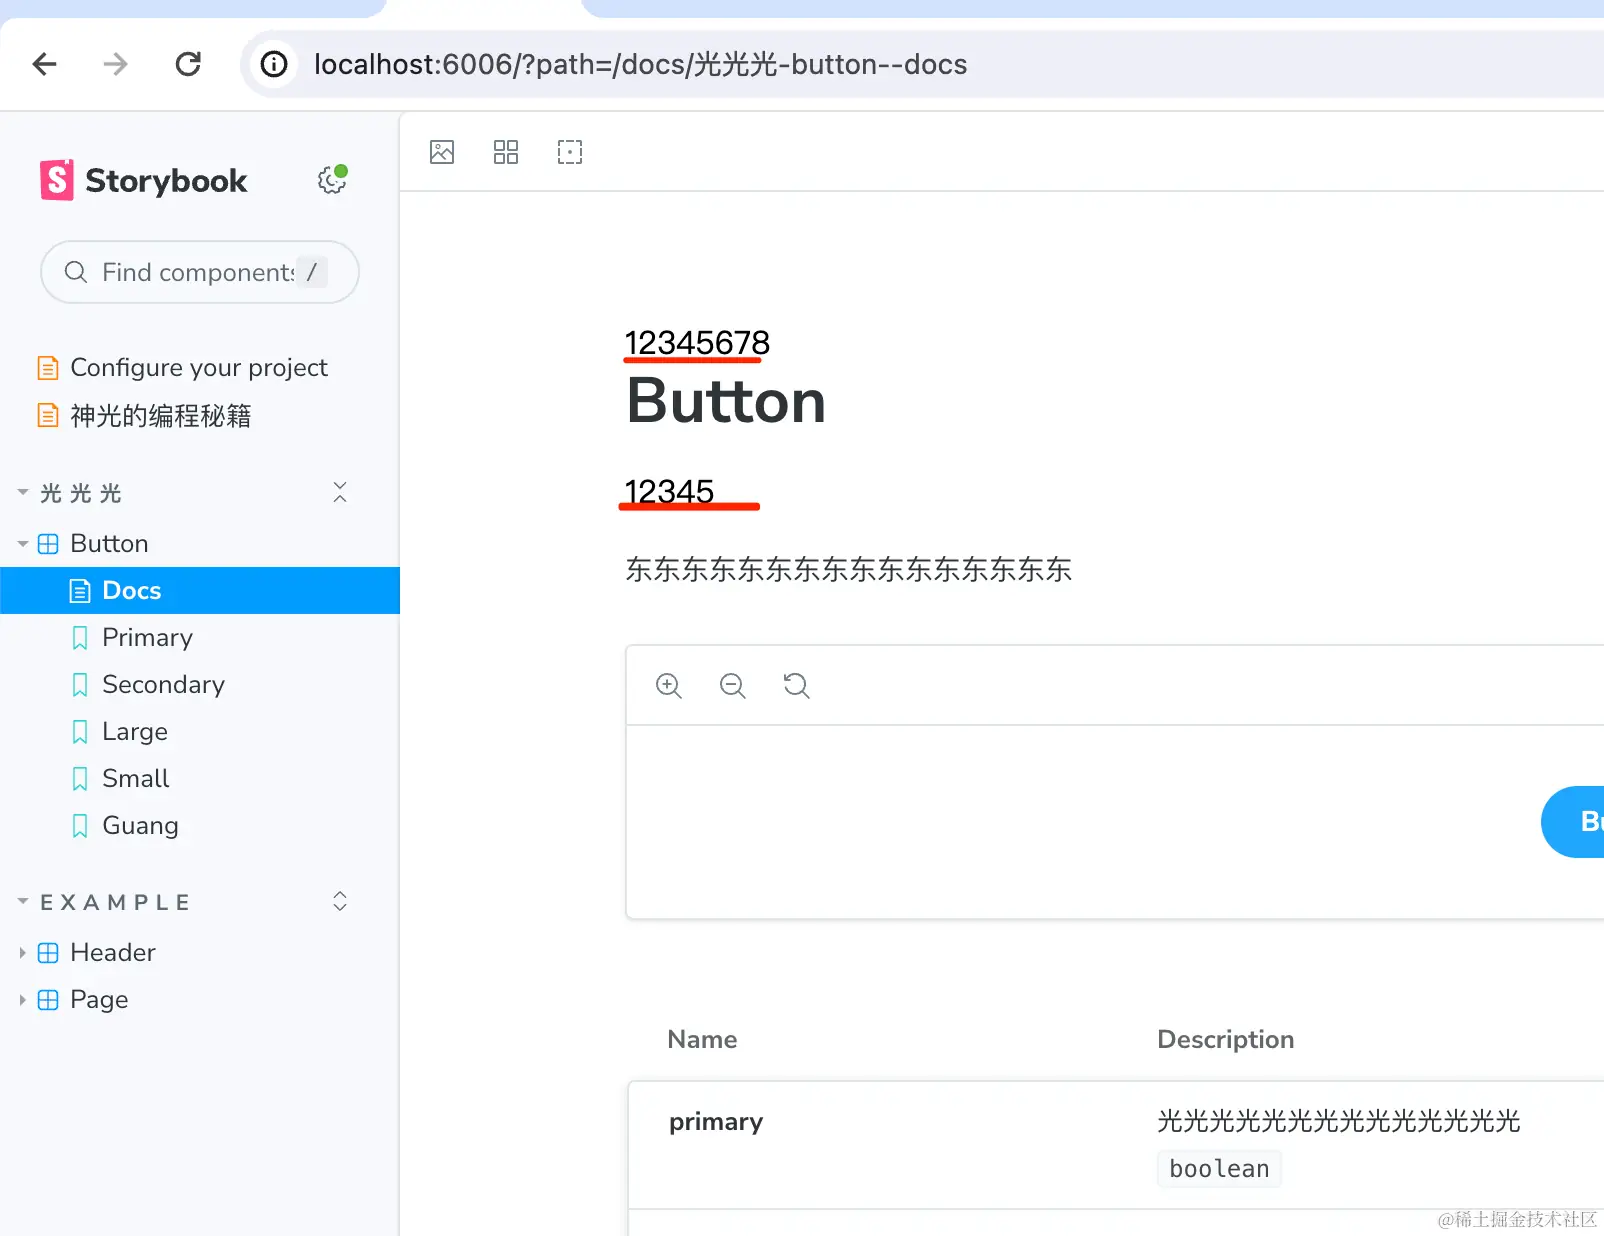 localhost:6006/?path=/docs/光光光-button--docs
Storybook
Find components /
Configure your project
神光的编程秘籍
光光光
Button
Docs
Primary
Secondary
Large
Small
Guang
EXAMPLE
Header
Page
12345678
Button
12345
东东东东东东东东东东东东东东东东
Bu
Name Description
primary 光光光光光光光光光光光光光光
boolean
@稀土掘金技术社区